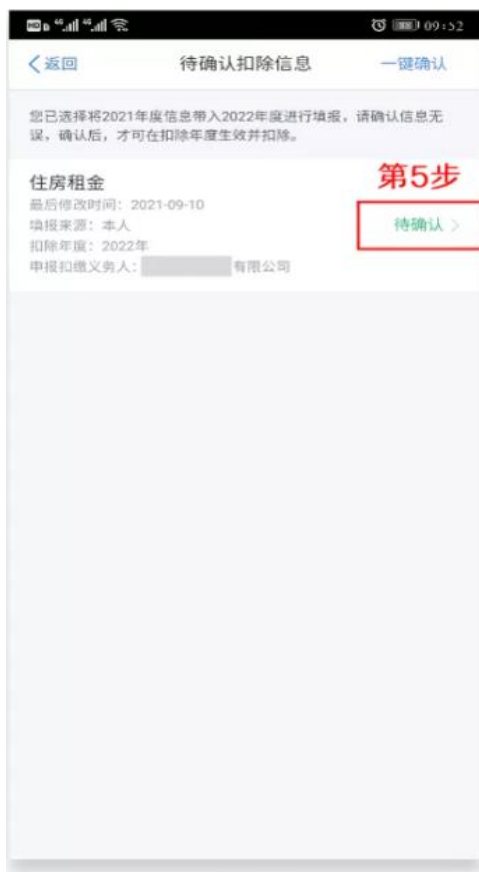 HD 46 46 09:52
返回 待确认扣除信息 一键确认
您已选择将2021年度信息带入2022年度进行填报，请确认信息无
误，确认后，才可在扣除年度生效并扣除。
住房租金
第5步
最后修改时间：2021-09-10
填报来源：本人
待确认
扣除年度：2022年
申报扣缴义务人： 有限公司